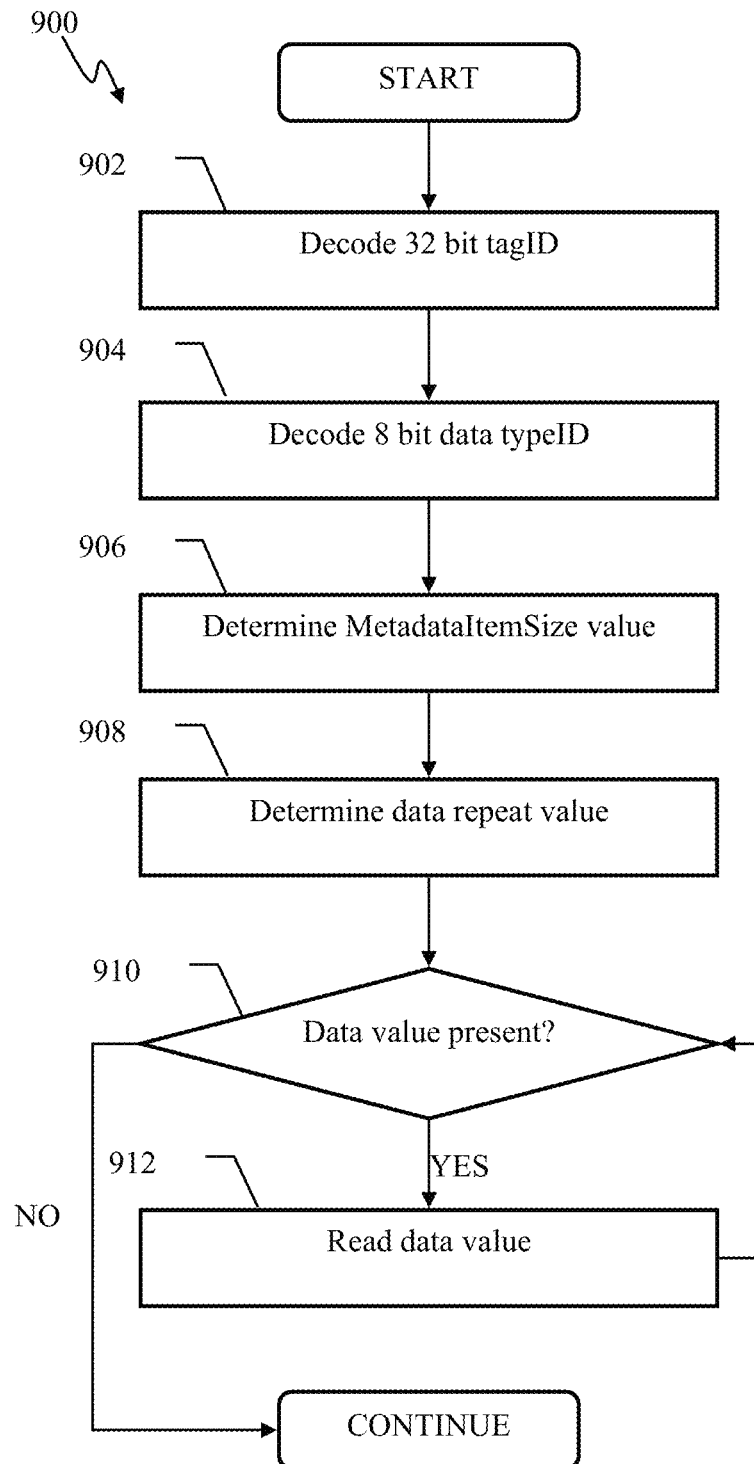 900
START
902
Decode 32 bit tagID
904
Decode 8 bit data typeID
906
Determine MetadataItemSize value
908
Determine data repeat value
910
Data value present?
912
YES
NO
Read data value
CONTINUE